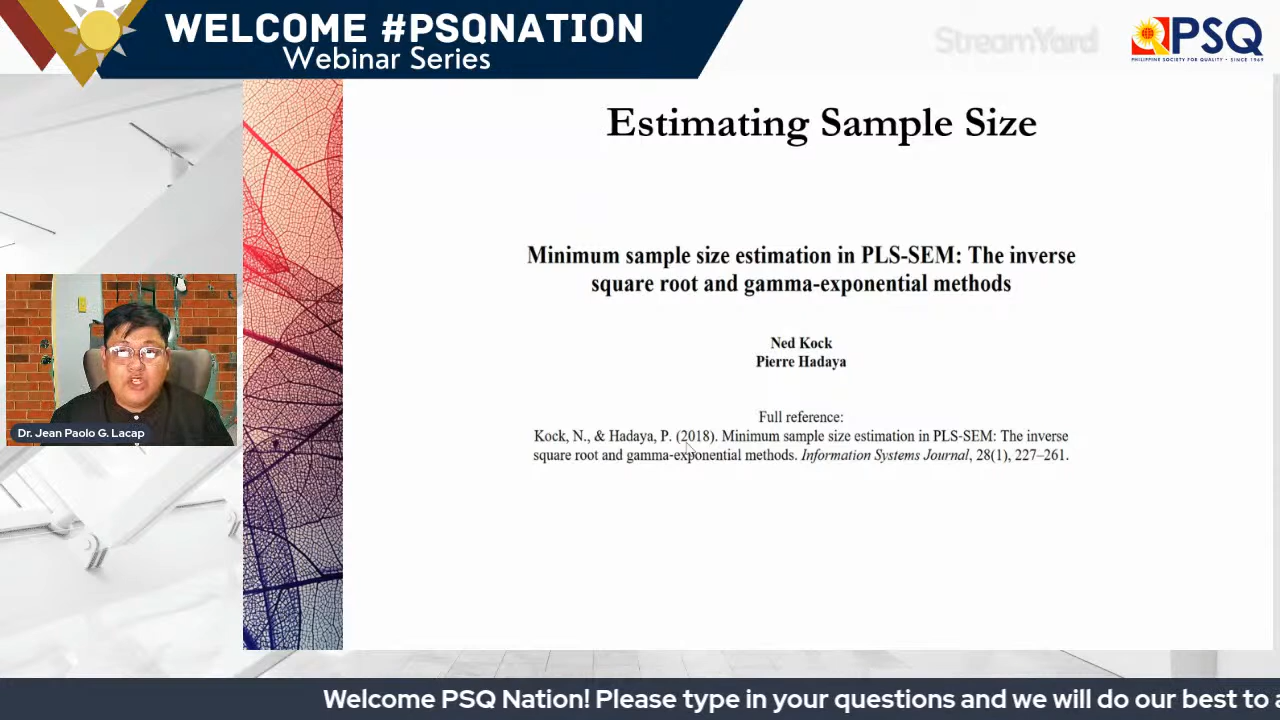 WELCOME #PSQNATION
Webinar Series
StreamYard
PSQ
PHILIPPINE SOCIETY FOR QUALITY • SINCE 1969
Estimating Sample Size
Minimum sample size estimation in PLS-SEM: The inverse
square root and gamma-exponential methods
Ned Kock
Pierre Hadaya
Full reference:
Kock, N., & Hadaya, P. (2018). Minimum sample size estimation in PLS-SEM: The inverse
square root and gamma-exponential methods. Information Systems Journal, 28(1), 227–261.
Dr. Jean Paolo G. Lacap
Welcome PSQ Nation! Please type in your questions and we will do our best to a